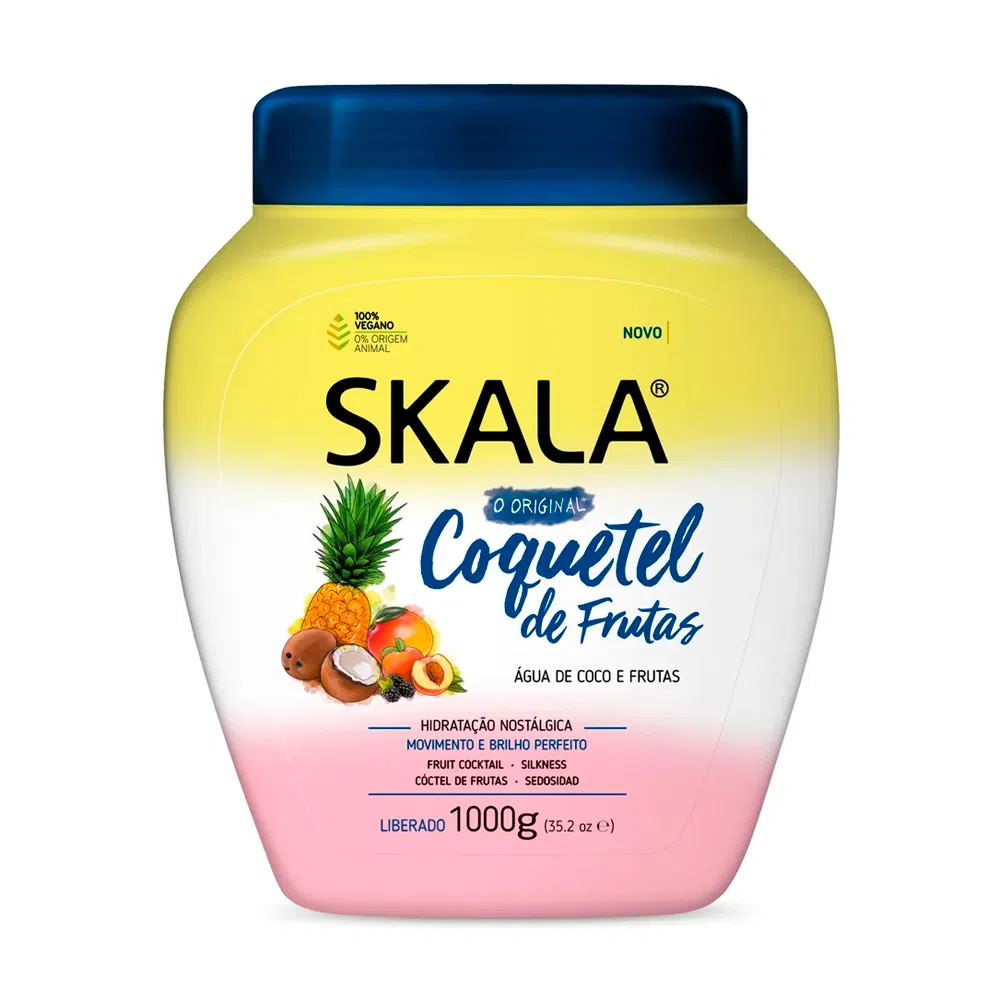 100%
VEGANO
0% ORIGEM
ANIMAL
NOVO
SKALA®
O ORIGINAL
Coquetel
de Frutas
ÁGUA DE COCO E FRUTAS
HIDRATAÇÃO NOSTÁLGICA
MOVIMENTO E BRILHO PERFEITO
FRUIT COCKTAIL · SILKNESS
CÓCTEL DE FRUTAS · SEDOSIDAD
LIBERADO 1000g (35.2 oz ℮)